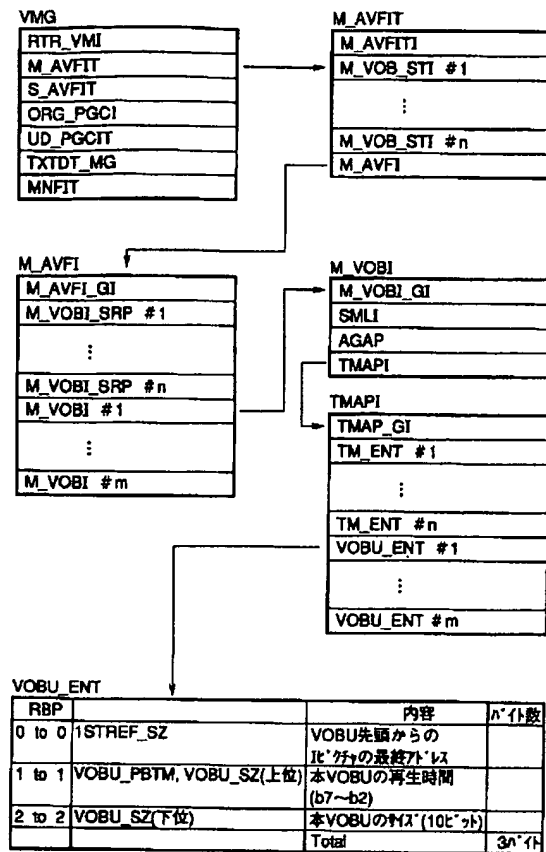 VMG
RTR_VMI
M_AVFIT
S_AVFIT
ORG_PGCI
UD_PGCIT
TXTDT_MG
MNFIT
M_AVFIT
M_AVFITI
M_VOB_STI #1
⋮
M_VOB_STI #n
M_AVFI
M_AVFI
M_AVFI_GI
M_VOBI_SRP #1
⋮
M_VOBI_SRP #n
M_VOBI #1
⋮
M_VOBI #m
M_VOBI
M_VOBI_GI
SMLI
AGAP
TMAPI
TMAPI
TMAP_GI
TM_ENT #1
⋮
TM_ENT #n
VOBU_ENT #1
⋮
VOBU_ENT #m
VOBU_ENT
RBP 内容 バイト数
0 to 0 1STREF_SZ VOBU先頭からの
Iピクチャの最終アドレス
1 to 1 VOBU_PBTM, VOBU_SZ(上位) 本VOBUの再生時間
(b7～b2)
2 to 2 VOBU_SZ(下位) 本VOBUのサイズ(10ビット)
Total 3バイト